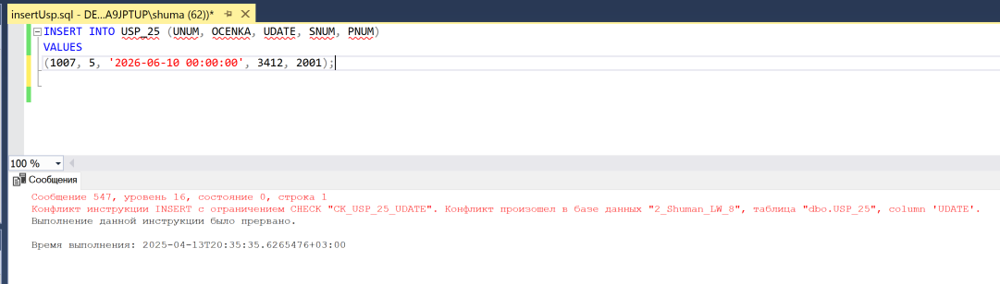 insertUsp.sql - DE...A9JPTUP\shuma (62))*
INSERT INTO USP_25 (UNUM, OCENKA, UDATE, SNUM, PNUM)
VALUES
(1007, 5, '2026-06-10 00:00:00', 3412, 2001);
100 %
Сообщения
Сообщение 547, уровень 16, состояние 0, строка 1
Конфликт инструкции INSERT с ограничением CHECK "CK_USP_25_UDATE". Конфликт произошел в базе данных "2_Shuman_LW_8", таблица "dbo.USP_25", column 'UDATE'.
Выполнение данной инструкции было прервано.
Время выполнения: 2025-04-13T20:35:35.6265476+03:00